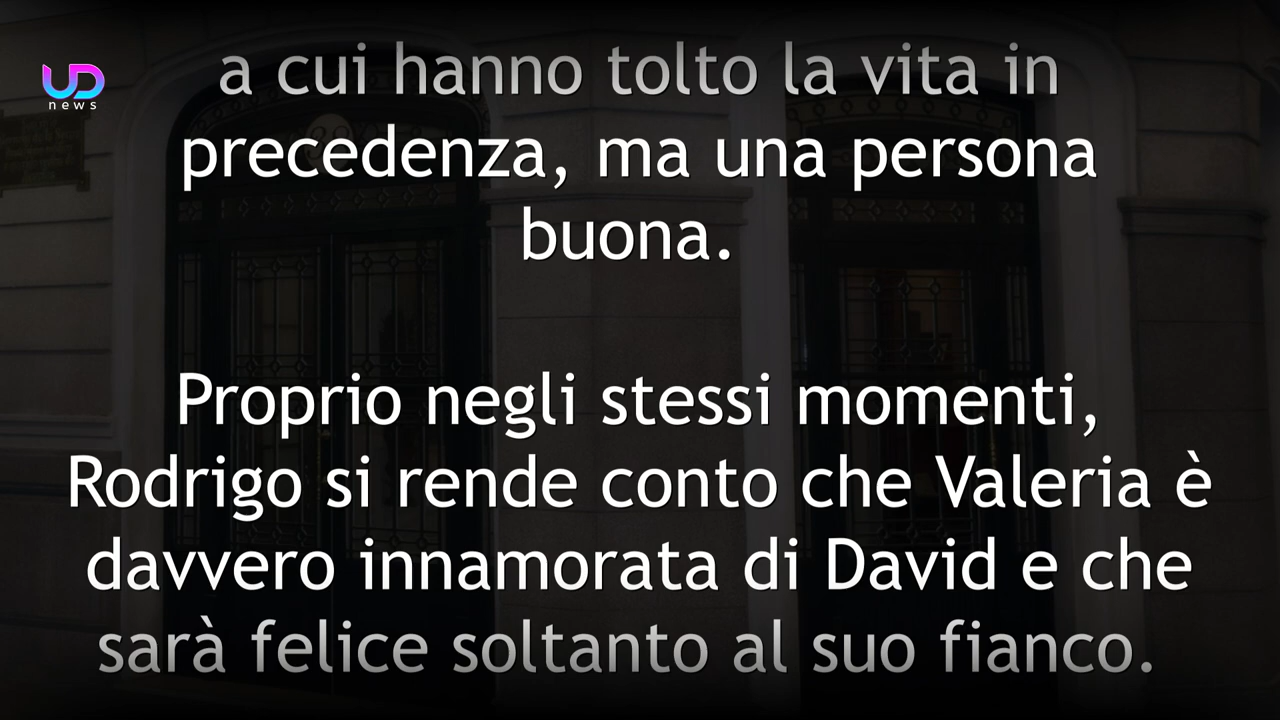 UD
news
a cui hanno tolto la vita in
precedenza, ma una persona
buona.
Proprio negli stessi momenti,
Rodrigo si rende conto che Valeria è
davvero innamorata di David e che
sarà felice soltanto al suo fianco.